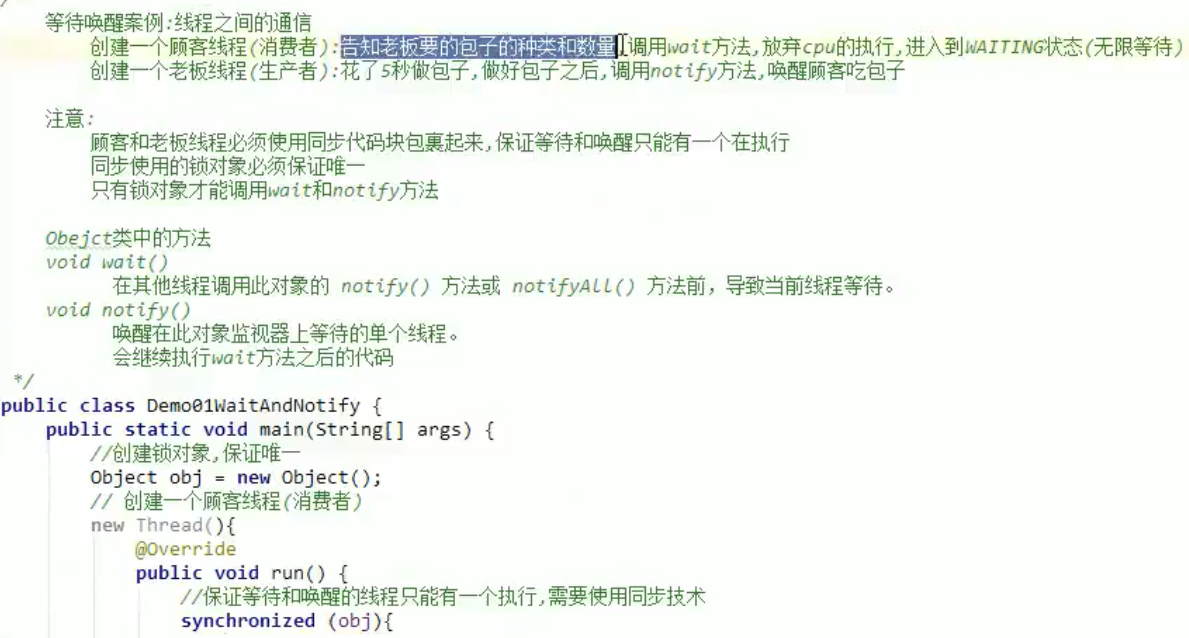 等待唤醒案例:线程之间的通信
创建一个顾客线程(消费者):告知老板要的包子的种类和数量,调用wait方法,放弃cpu的执行,进入到WAITING状态(无限等待)
创建一个老板线程(生产者):花了5秒做包子,做好包子之后,调用notify方法,唤醒顾客吃包子
注意:
顾客和老板线程必须使用同步代码块包裹起来,保证等待和唤醒只能有一个在执行
同步使用的锁对象必须保证唯一
只有锁对象才能调用wait和notify方法
Obejct类中的方法
void wait()
在其他线程调用此对象的 notify() 方法或 notifyAll() 方法前，导致当前线程等待。
void notify()
唤醒在此对象监视器上等待的单个线程。
会继续执行wait方法之后的代码
*/
public class Demo01WaitAndNotify {
public static void main(String[] args) {
//创建锁对象,保证唯一
Object obj = new Object();
// 创建一个顾客线程(消费者)
new Thread(){
@Override
public void run() {
//保证等待和唤醒的线程只能有一个执行,需要使用同步技术
synchronized (obj){